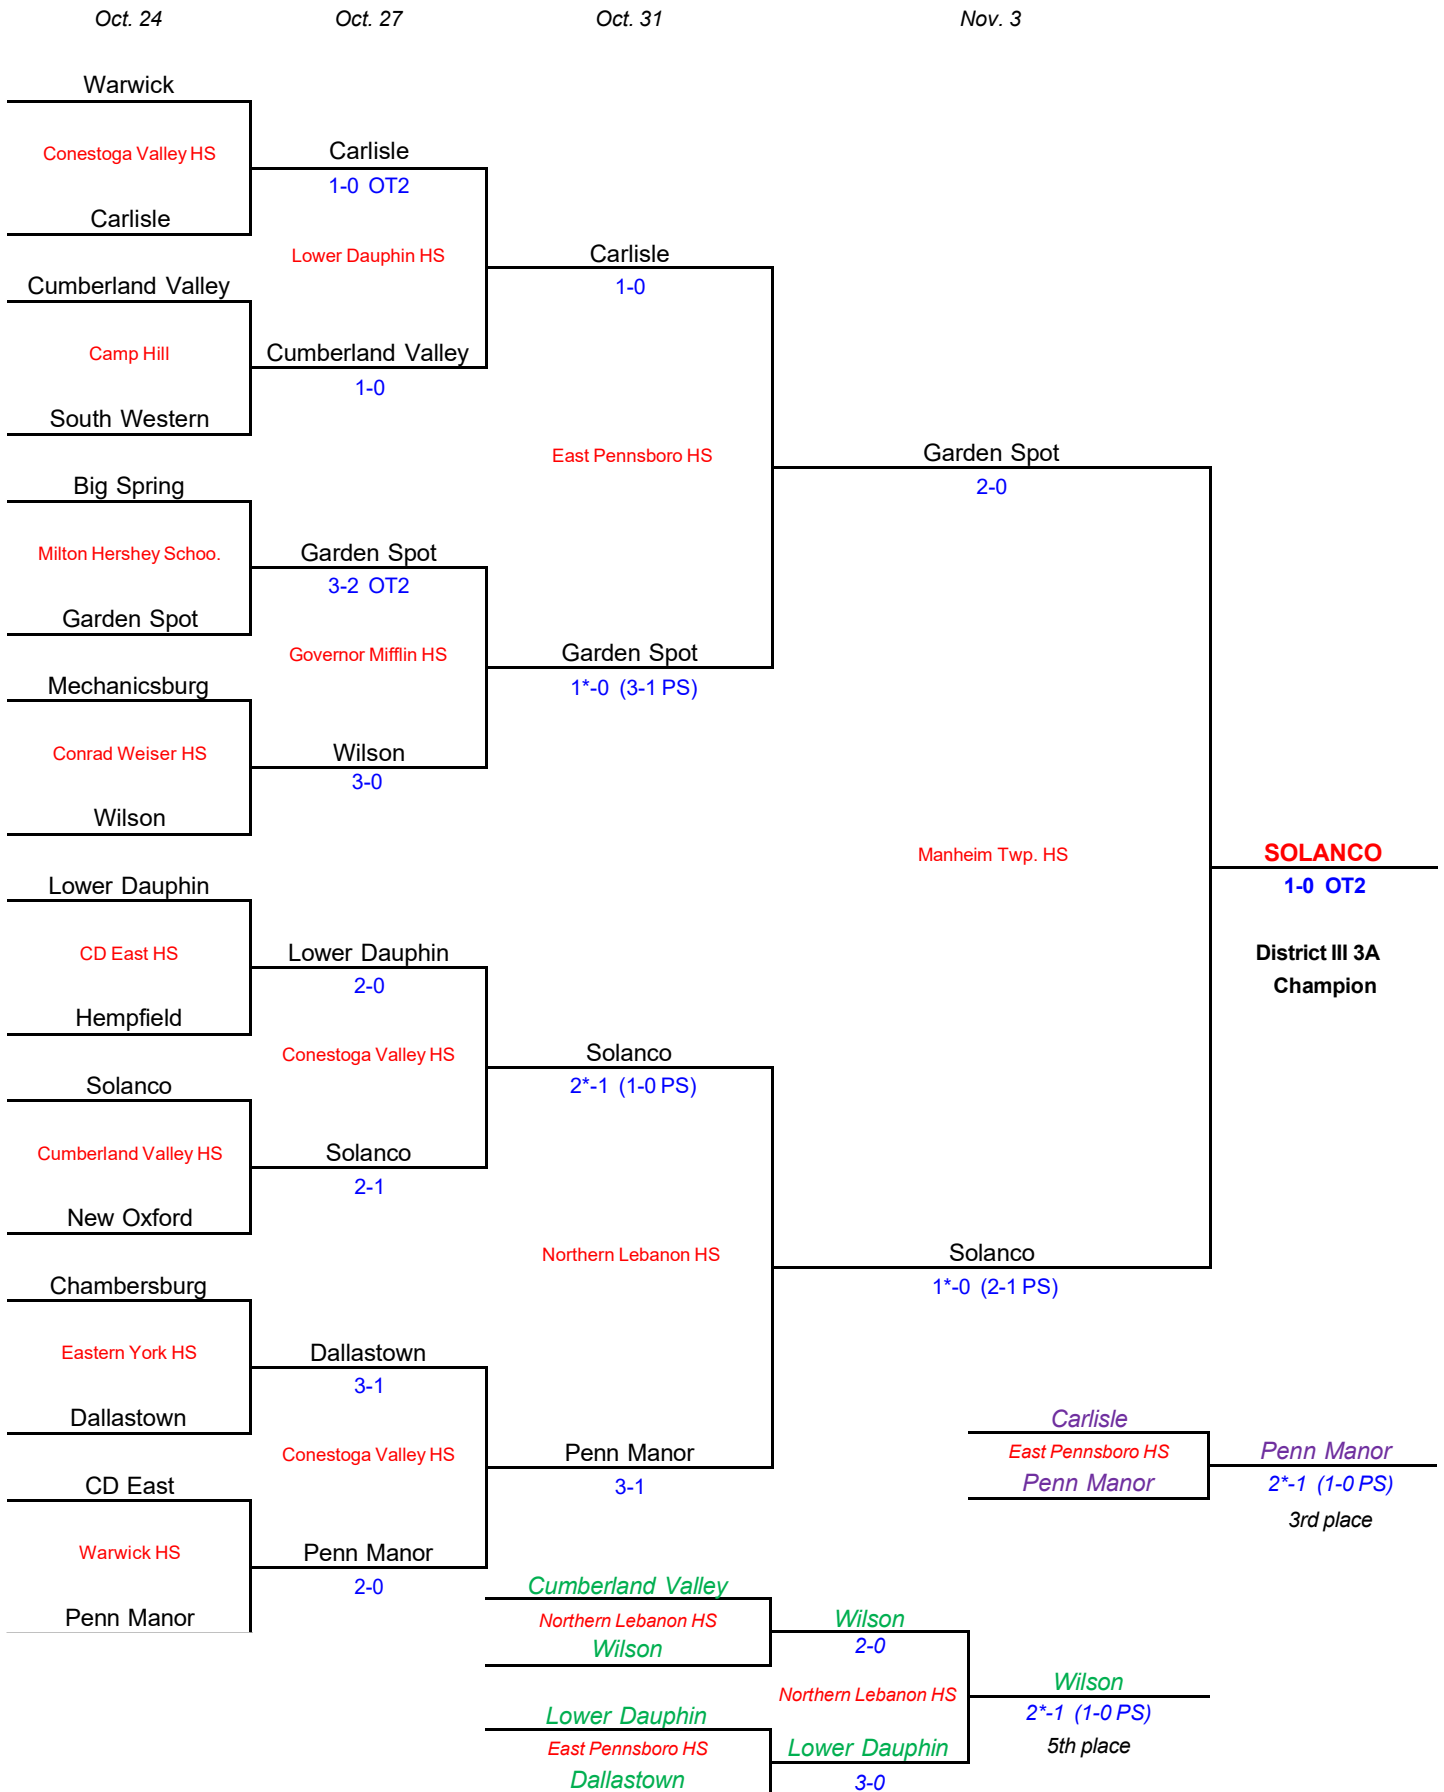 Oct. 24 Oct. 27 Oct. 31 Nov. 3
Warwick
Conestoga Valley HS
Carlisle
1-0 OT2
Carlisle
Lower Dauphin HS
Carlisle
1-0
Cumberland Valley
Camp Hill
Cumberland Valley
1-0
South Western
East Pennsboro HS
Garden Spot
2-0
Big Spring
Milton Hershey Schoo.
Garden Spot
3-2 OT2
Garden Spot
Governor Mifflin HS
Garden Spot
1*-0 (3-1 PS)
Mechanicsburg
Conrad Weiser HS
Wilson
3-0
Wilson
Manheim Twp. HS
SOLANCO
1-0 OT2
District III 3A
Champion
Lower Dauphin
CD East HS
Lower Dauphin
2-0
Hempfield
Conestoga Valley HS
Solanco
2*-1 (1-0 PS)
Solanco
Cumberland Valley HS
Solanco
2-1
New Oxford
Northern Lebanon HS
Solanco
1*-0 (2-1 PS)
Chambersburg
Eastern York HS
Dallastown
3-1
Dallastown
Conestoga Valley HS
Penn Manor
3-1
CD East
Warwick HS
Penn Manor
2-0
Penn Manor
Carlisle
East Pennsboro HS
Penn Manor
Penn Manor
2*-1 (1-0 PS)
3rd place
Cumberland Valley
Northern Lebanon HS
Wilson
Wilson
2-0
Northern Lebanon HS
Wilson
2*-1 (1-0 PS)
5th place
Lower Dauphin
East Pennsboro HS
Dallastown
Lower Dauphin
3-0